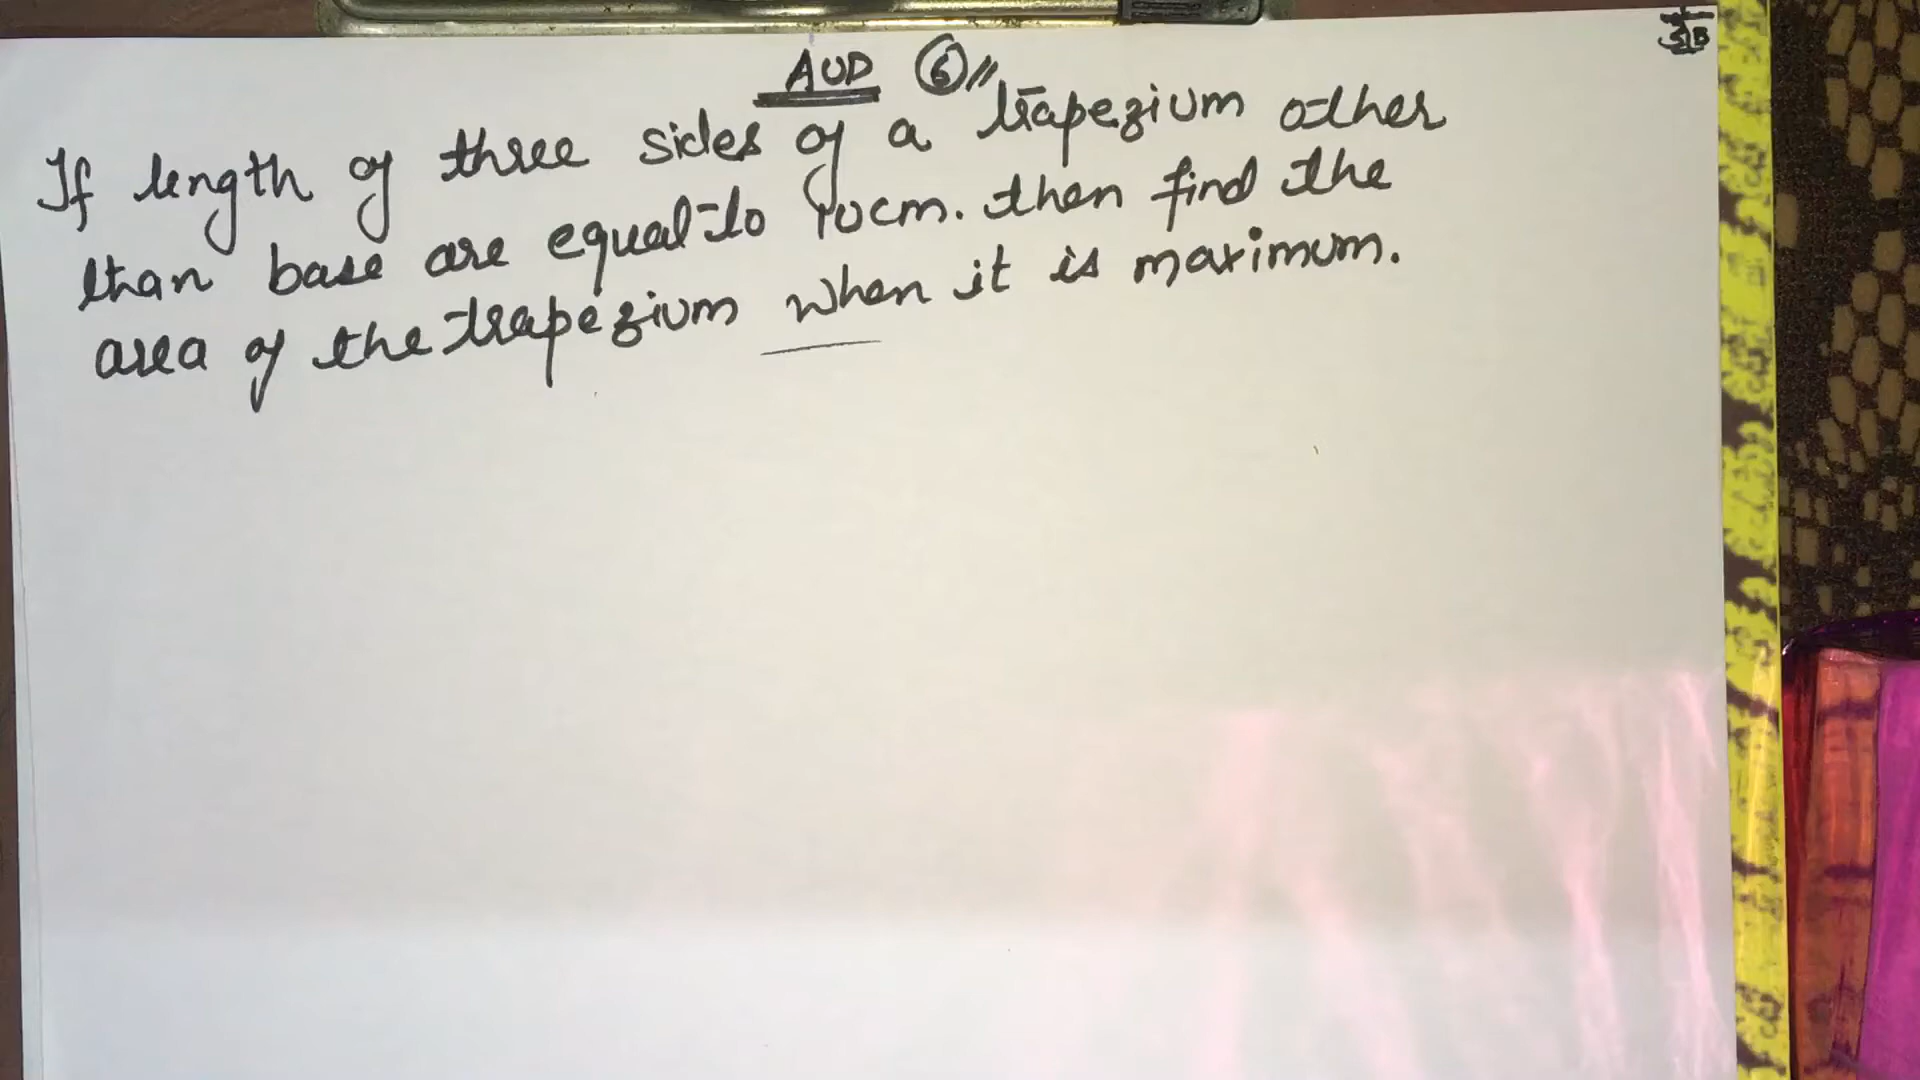 AUD 6
If length of three sides of a trapezium other
than base are equal to 10cm. then find the
area of the trapezium when it is maximum.